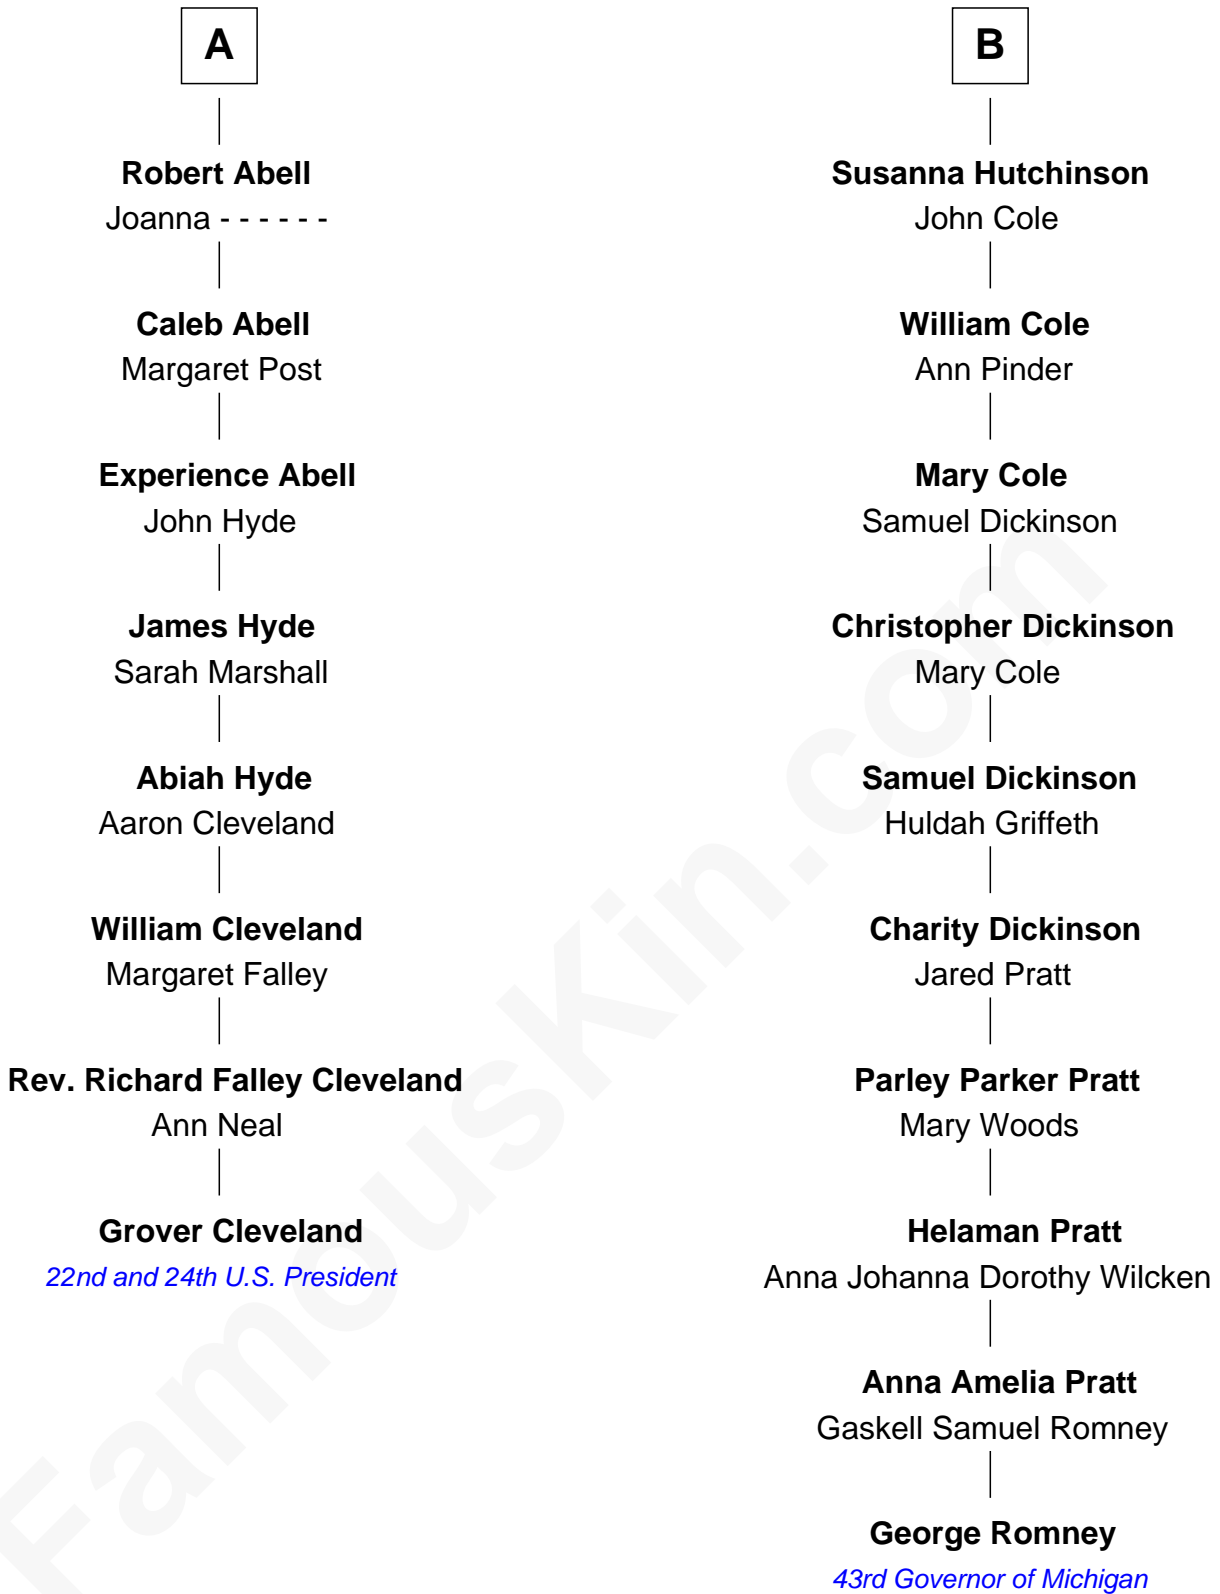 A
Robert Abell
Joanna - - - - - -
Caleb Abell
Margaret Post
Experience Abell
John Hyde
James Hyde
Sarah Marshall
Abiah Hyde
Aaron Cleveland
William Cleveland
Margaret Falley
Rev. Richard Falley Cleveland
Ann Neal
Grover Cleveland
22nd and 24th U.S. President
B
Susanna Hutchinson
John Cole
William Cole
Ann Pinder
Mary Cole
Samuel Dickinson
Christopher Dickinson
Mary Cole
Samuel Dickinson
Huldah Griffeth
Charity Dickinson
Jared Pratt
Parley Parker Pratt
Mary Woods
Helaman Pratt
Anna Johanna Dorothy Wilcken
Anna Amelia Pratt
Gaskell Samuel Romney
George Romney
43rd Governor of Michigan
FamousKin.com